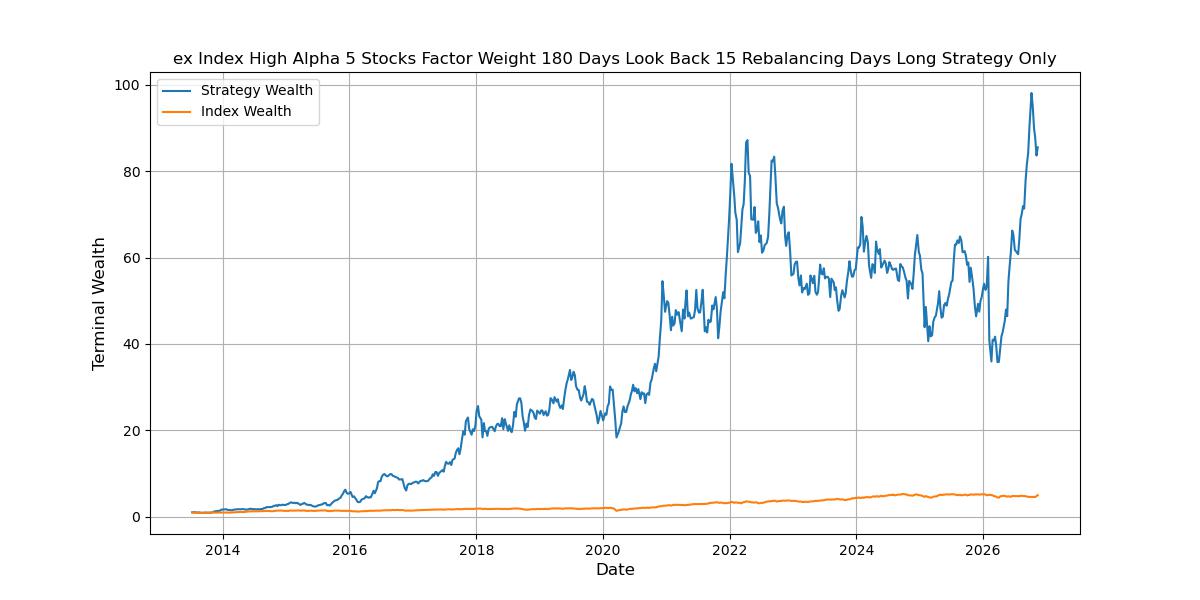 ex Index High Alpha 5 Stocks Factor Weight 180 Days Look Back 15 Rebalancing Days Long Strategy Only
Strategy Wealth
Index Wealth
Terminal Wealth
100
80
60
40
20
0
2014 2016 2018 2020 2022 2024 2026
Date